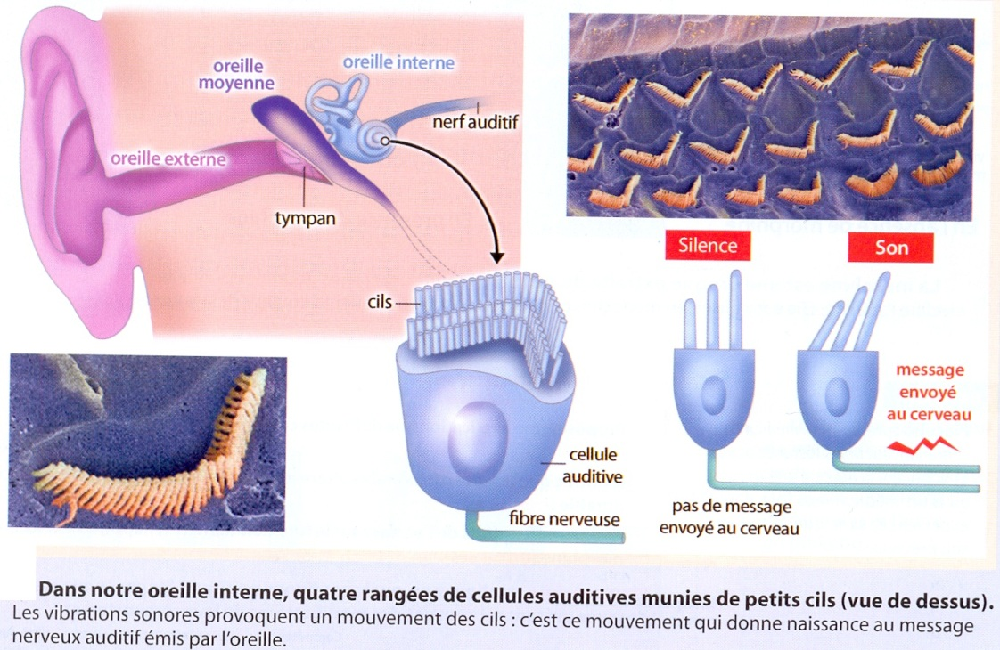 oreille
moyenne
oreille interne
nerf auditif
oreille externe
tympan
cils
cellule
auditive
fibre nerveuse
Silence
Son
message
envoyé
au cerveau
pas de message
envoyé au cerveau
Dans notre oreille interne, quatre rangées de cellules auditives munies de petits cils (vue de dessus).
Les vibrations sonores provoquent un mouvement des cils : c'est ce mouvement qui donne naissance au message
nerveux auditif émis par l'oreille.